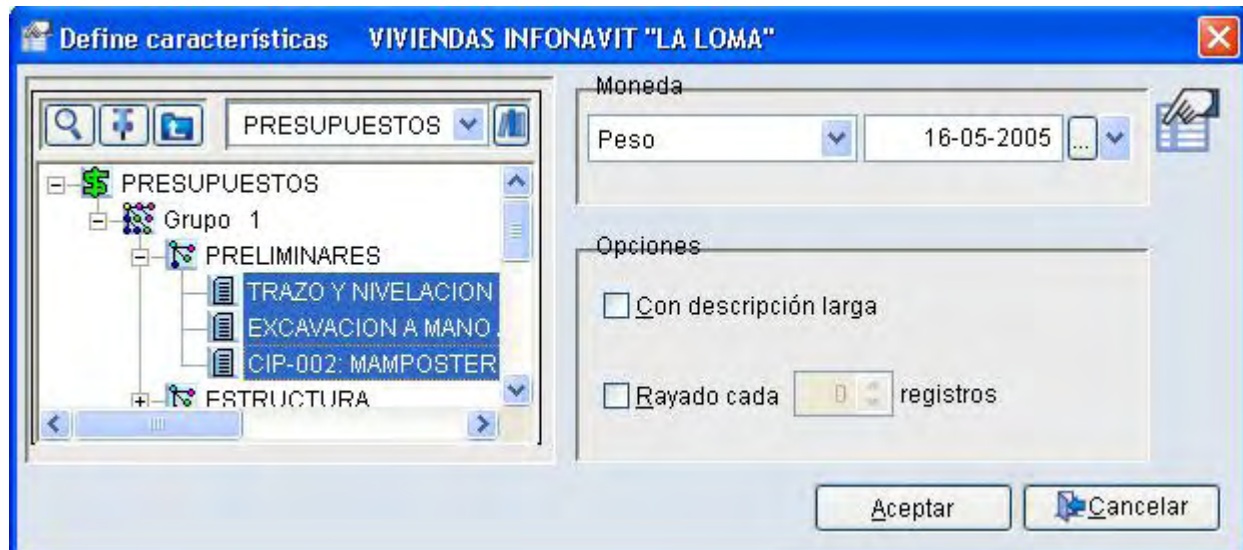 Define características VIVIENDAS INFONAVIT "LA LOMA"
PRESUPUESTOS
PRESUPUESTOS
Grupo 1
PRELIMINARES
TRAZO Y NIVELACION
EXCAVACION A MANO
CIP-002: MAMPOSTER
ESTRUCTURA
Moneda
Peso 16-05-2005 ...
Opciones
Con descripción larga
Rayado cada 0 registros
Aceptar Cancelar